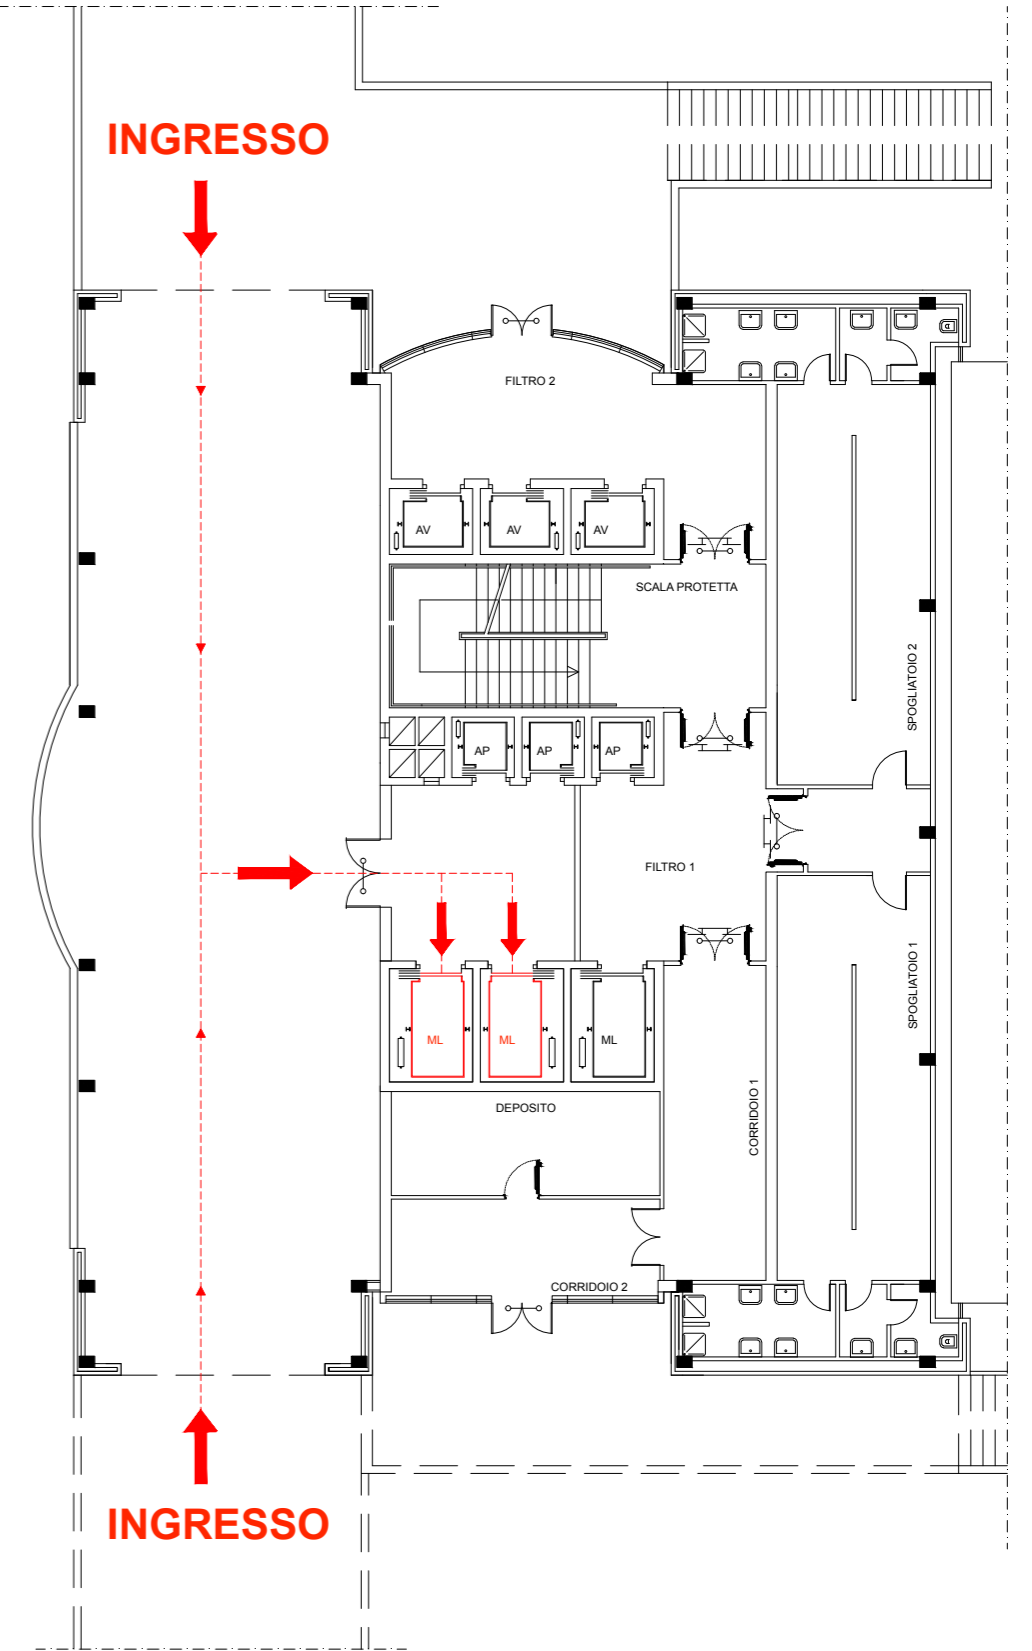 INGRESSO
FILTRO 2
AV
AV
AV
SCALA PROTETTA
SPOGLIATOIO 2
AP
AP
AP
FILTRO 1
SPOGLIATOIO 1
ML
ML
ML
DEPOSITO
CORRIDOIO 1
CORRIDOIO 2
INGRESSO